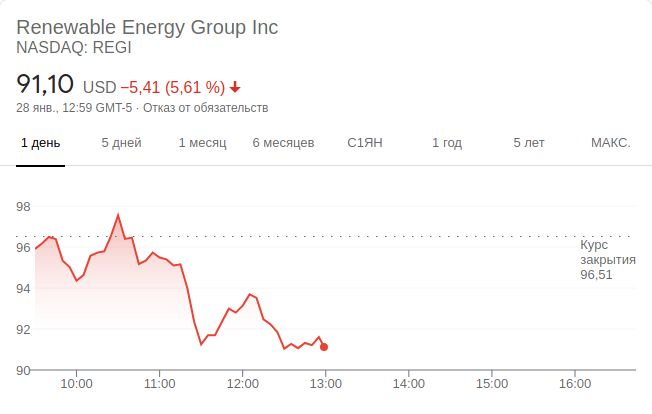 Renewable Energy Group Inc
NASDAQ: REGI
91,10 USD −5,41 (5,61 %)
28 янв., 12:59 GMT-5 · Отказ от обязательств
1 день 5 дней 1 месяц 6 месяцев С1ЯН 1 год 5 лет МАКС.
98
96
94
92
90
Курс
закрытия
96,51
10:00 11:00 12:00 13:00 14:00 15:00 16:00